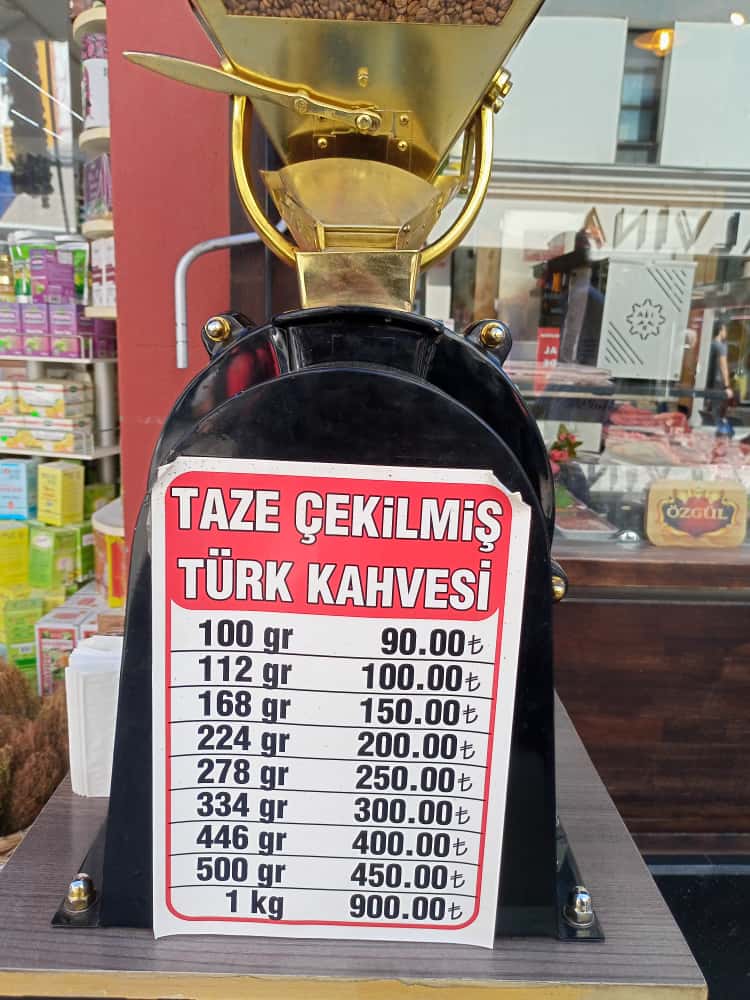 TAZE ÇEKiLMiŞ
TÜRK KAHVESİ
100 gr 90.00₺
112 gr 100.00₺
168 gr 150.00₺
224 gr 200.00₺
278 gr 250.00₺
334 gr 300.00₺
446 gr 400.00₺
500 gr 450.00₺
1 kg 900.00₺
ÖZGÜL